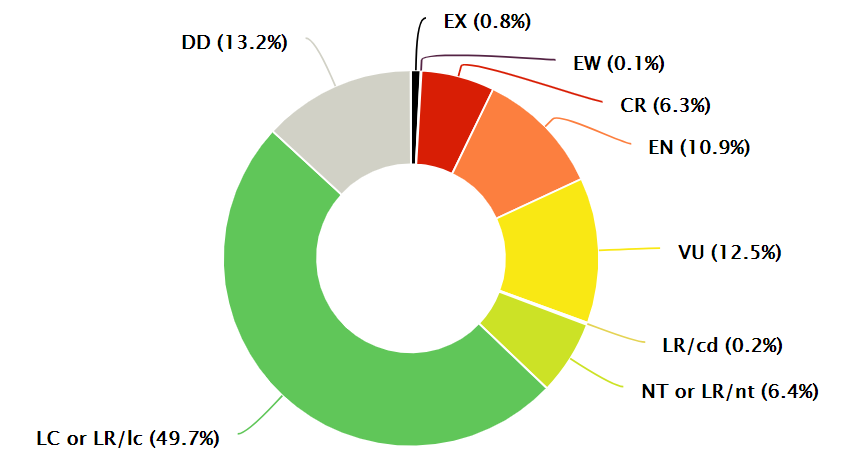 EX (0.8%)
DD (13.2%)
EW (0.1%)
CR (6.3%)
EN (10.9%)
VU (12.5%)
LR/cd (0.2%)
NT or LR/nt (6.4%)
LC or LR/lc (49.7%)